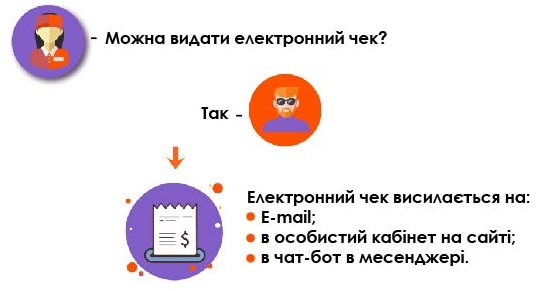 - Можна видати електронний чек?
Так -
$
Електронний чек висилається на:
• E-mail;
• в особистий кабінет на сайті;
• в чат-бот в месенджері.